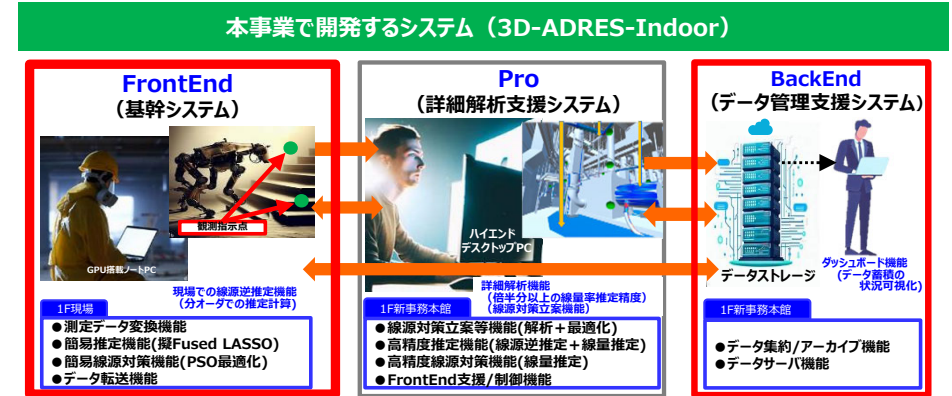 本事業で開発するシステム（3D-ADRES-Indoor）
FrontEnd
（基幹システム）
観測指示点
GPU搭載ノートPC
現場での線源逆推定機能
（分オーダでの推定計算）
1F現場
●測定データ変換機能
●簡易推定機能(擬Fused LASSO)
●簡易線源対策機能(PSO最適化)
●データ転送機能
Pro
（詳細解析支援システム）
ハイエンド
デスクトップPC
詳細解析機能
（倍半分以上の線量率推定精度）
（線源対策立案機能）
1F新事務本館
●線源対策立案等機能(解析＋最適化)
●高精度推定機能(線源逆推定＋線量推定)
●高精度線源対策機能(線量推定)
●FrontEnd支援/制御機能
BackEnd
（データ管理支援システム)
データストレージ
ダッシュボード機能
(データ蓄積の
状況可視化)
1F新事務本館
●データ集約/アーカイブ機能
●データサーバ機能